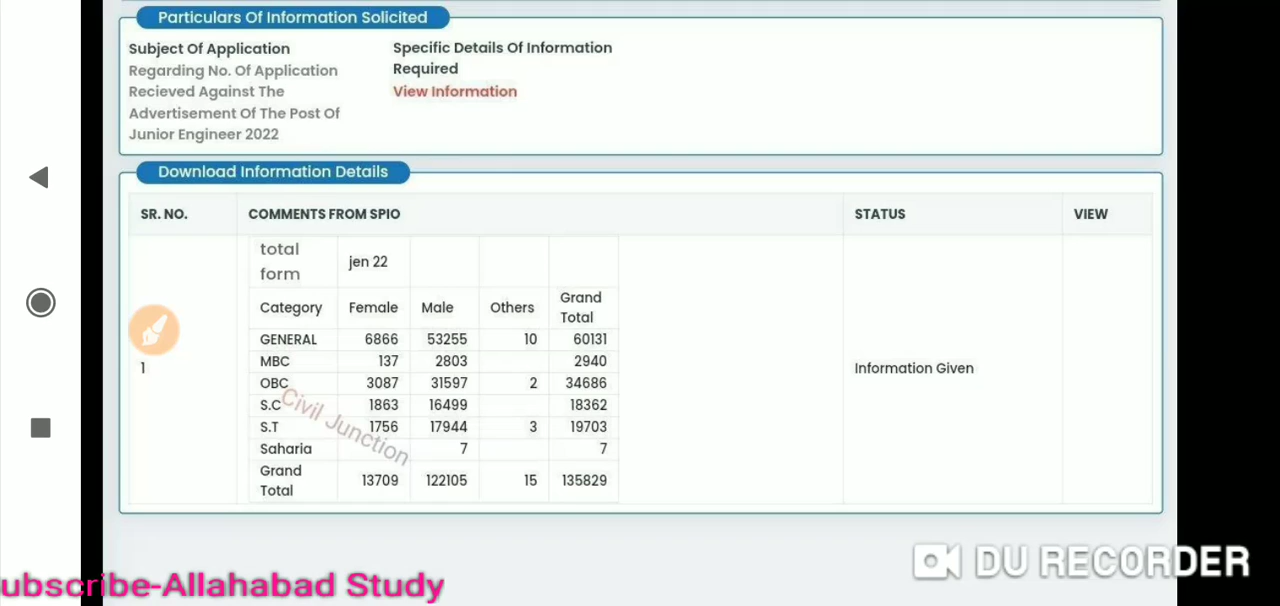 Particulars Of Information Solicited
Subject Of Application
Regarding No. Of Application
Recieved Against The
Advertisement Of The Post Of
Junior Engineer 2022
Specific Details Of Information
Required
View Information
Download Information Details
SR. NO. COMMENTS FROM SPIO STATUS VIEW
total
form
jen 22
Category Female Male Others Grand
Total
GENERAL 6866 53255 10 60131
MBC 137 2803 2940
1
Information Given
OBC 3087 31597 2 34686
S.C 1863 16499 18362
S.T 1756 17944 3 19703
Saharia 7 7
Grand
Total
13709 122105 15 135829
Civil Junction
DU RECORDER
ubscribe-Allahabad Study